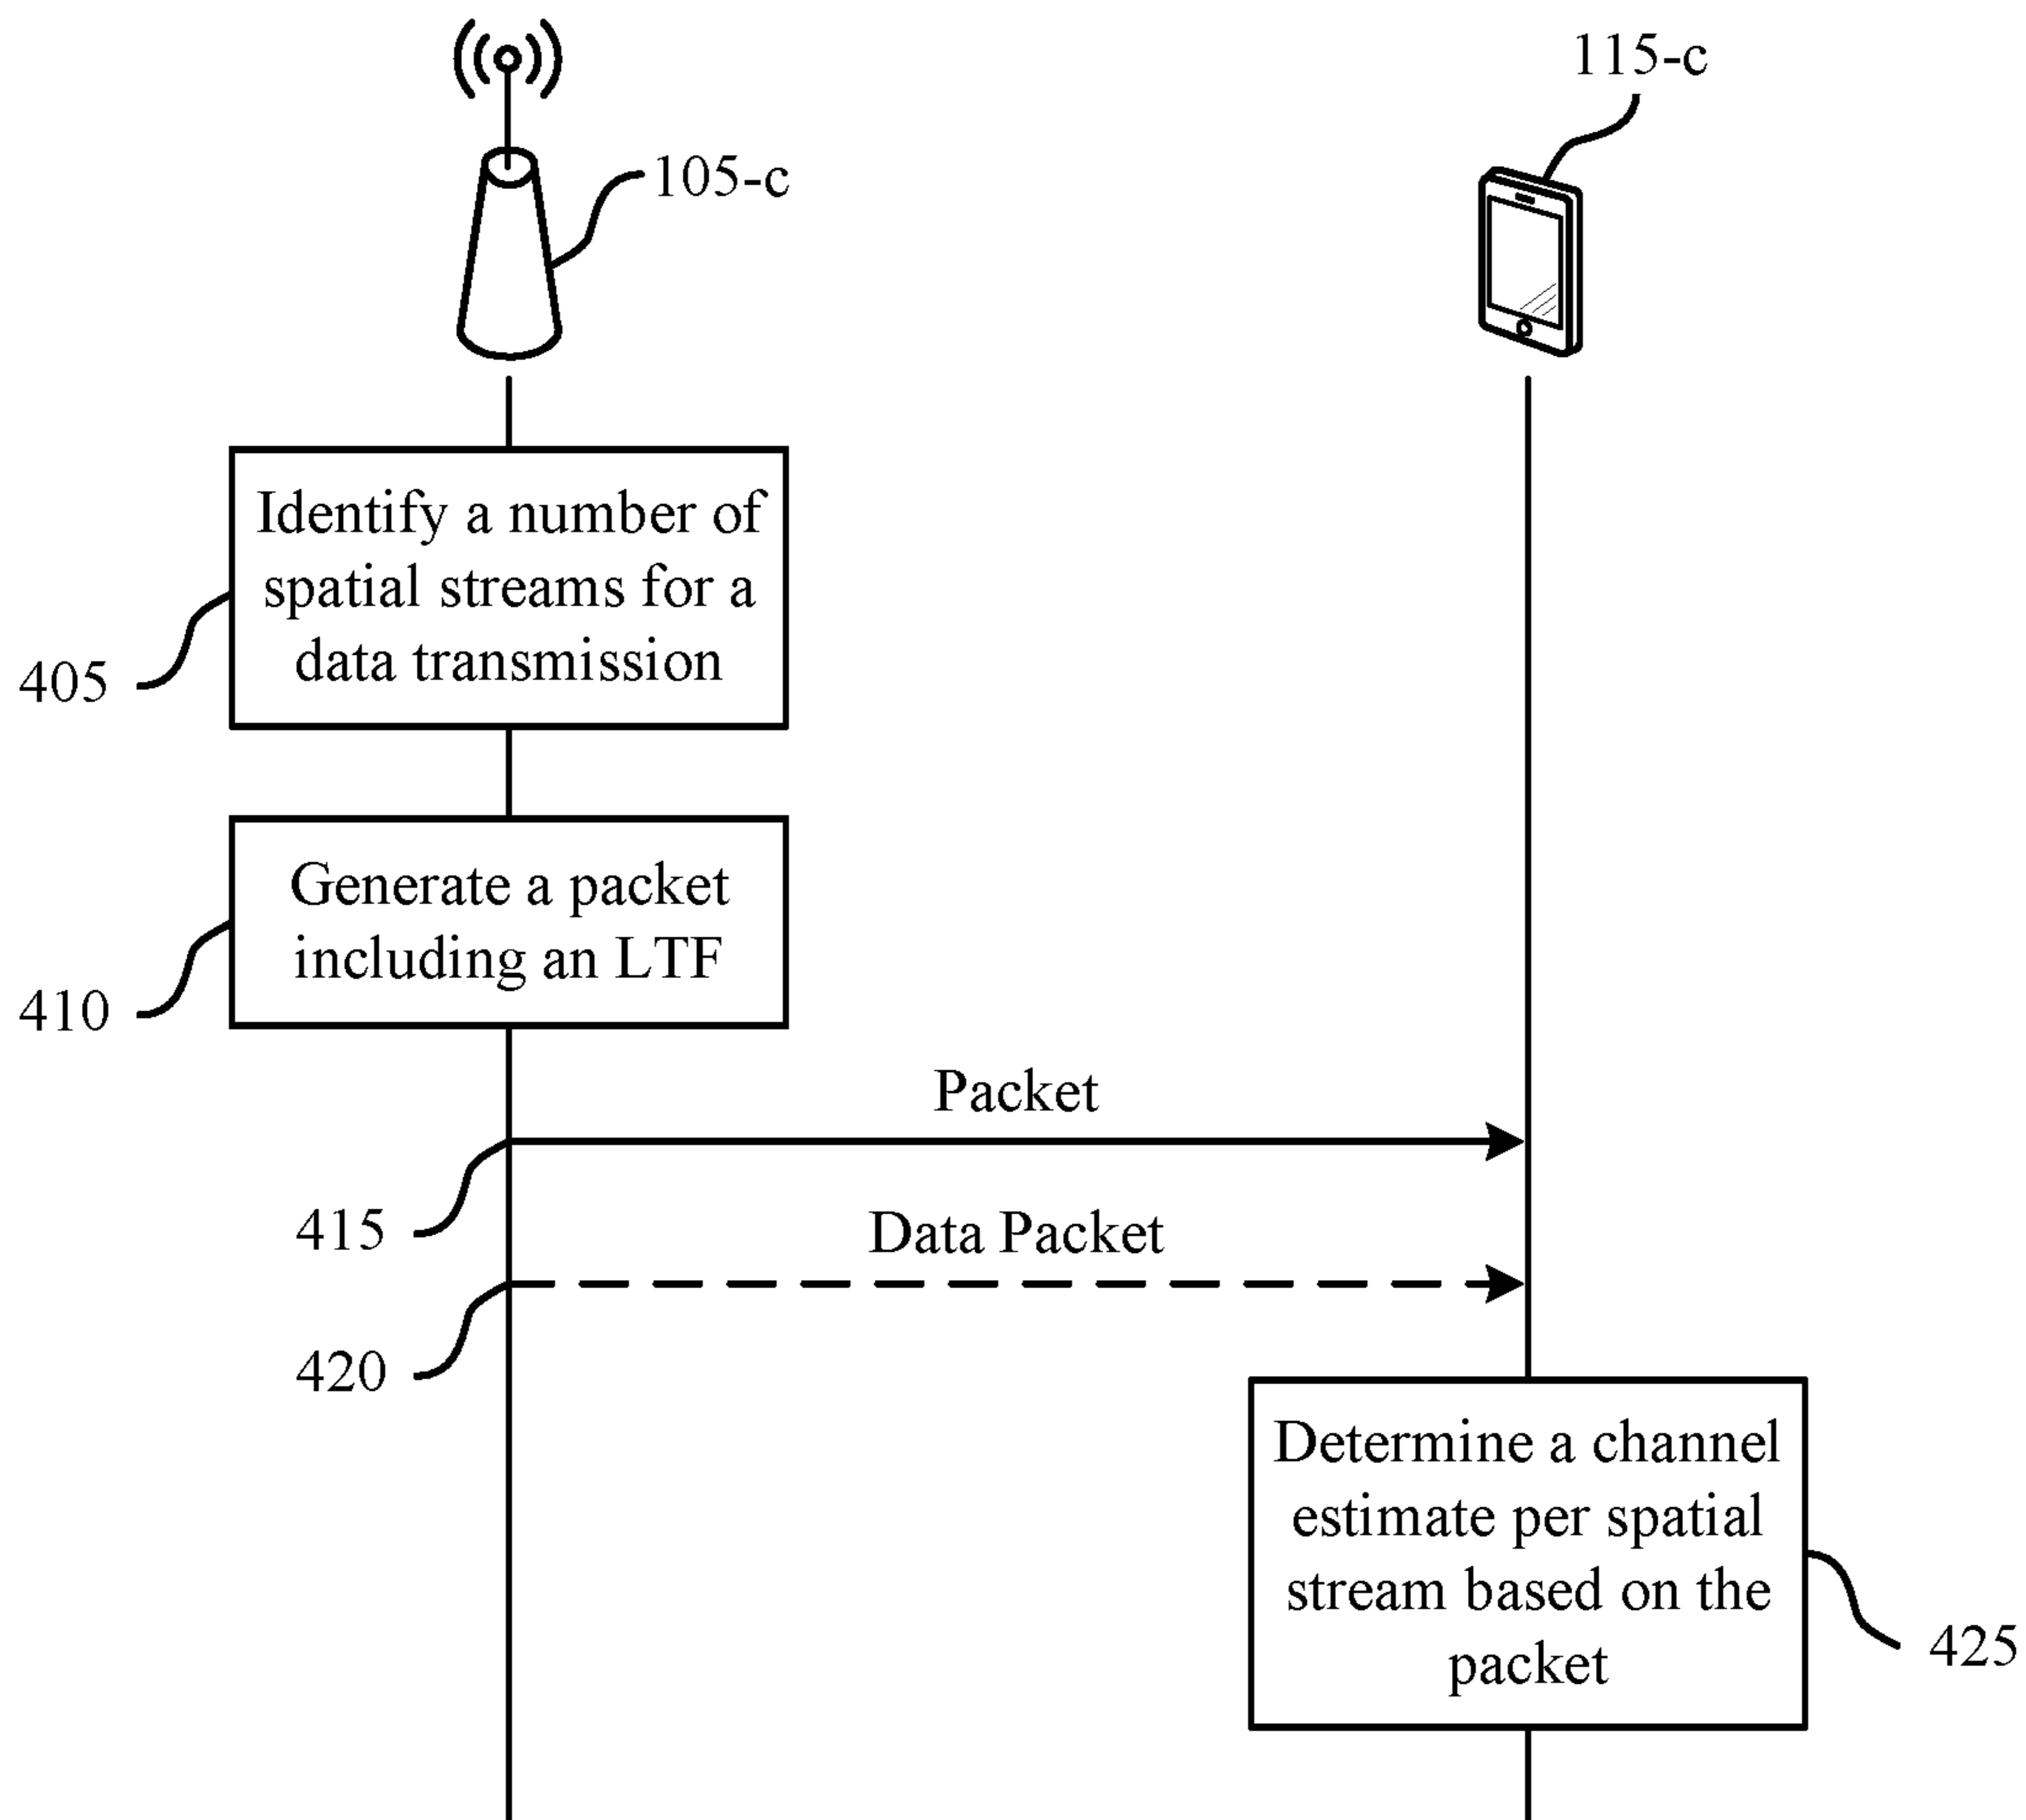 115-c
105-c
Identify a number of
spatial streams for a
data transmission
405
Generate a packet
including an LTF
410
Packet
415
Data Packet
420
Determine a channel
estimate per spatial
stream based on the
packet
425